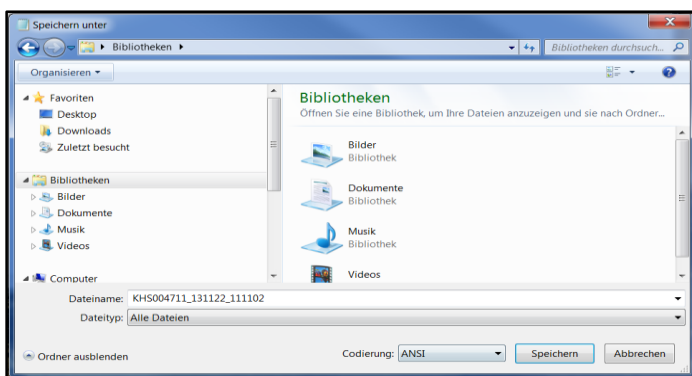 Speichern unter
Bibliotheken
Bibliotheken durchsuch...
Organisieren
Favoriten
Desktop
Downloads
Zuletzt besucht
Bibliotheken
Bilder
Dokumente
Musik
Videos
Computer
Bibliotheken
Öffnen Sie eine Bibliothek, um Ihre Dateien anzuzeigen und sie nach Ordner...
Bilder
Bibliothek
Dokumente
Bibliothek
Musik
Bibliothek
Videos
Dateiname: KHS004711_131122_111102
Dateityp: Alle Dateien
Ordner ausblenden Codierung: ANSI Speichern Abbrechen